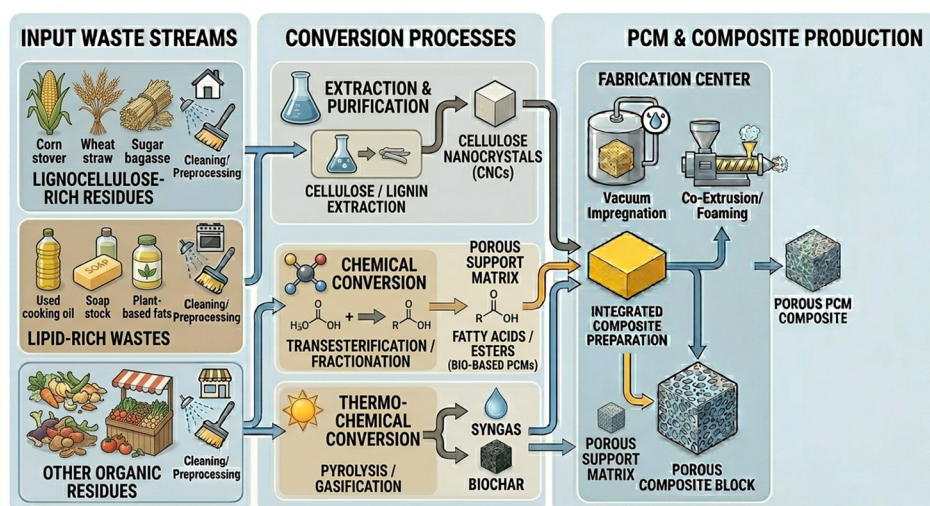 INPUT WASTE STREAMS
Corn
stover
Wheat
straw
Sugar
bagasse
Cleaning/
Preprocessing
LIGNOCELLULOSE-
RICH RESIDUES
SOAP
Used
cooking oil
Soap
stock
Plant-
based fats
Cleaning/
Preprocessing
LIPID-RICH WASTES
OTHER ORGANIC
RESIDUES
Cleaning/
Preprocessing
CONVERSION PROCESSES
EXTRACTION &
PURIFICATION
CELLULOSE / LIGNIN
EXTRACTION
CELLULOSE
NANOCRYSTALS
(CNCs)
CHEMICAL
CONVERSION
O
H₃O
OH
+
O
R
OH
TRANSESTERIFICATION /
FRACTIONATION
POROUS
SUPPORT
MATRIX
O
R
OH
FATTY ACIDS /
ESTERS
(BIO-BASED PCMs)
THERMO-
CHEMICAL
CONVERSION
PYROLYSIS /
GASIFICATION
SYNGAS
BIOCHAR
PCM & COMPOSITE PRODUCTION
FABRICATION CENTER
Vacuum
Impregnation
Co-Extrusion/
Foaming
INTEGRATED
COMPOSITE
PREPARATION
POROUS
SUPPORT
MATRIX
POROUS
COMPOSITE BLOCK
POROUS PCM
COMPOSITE